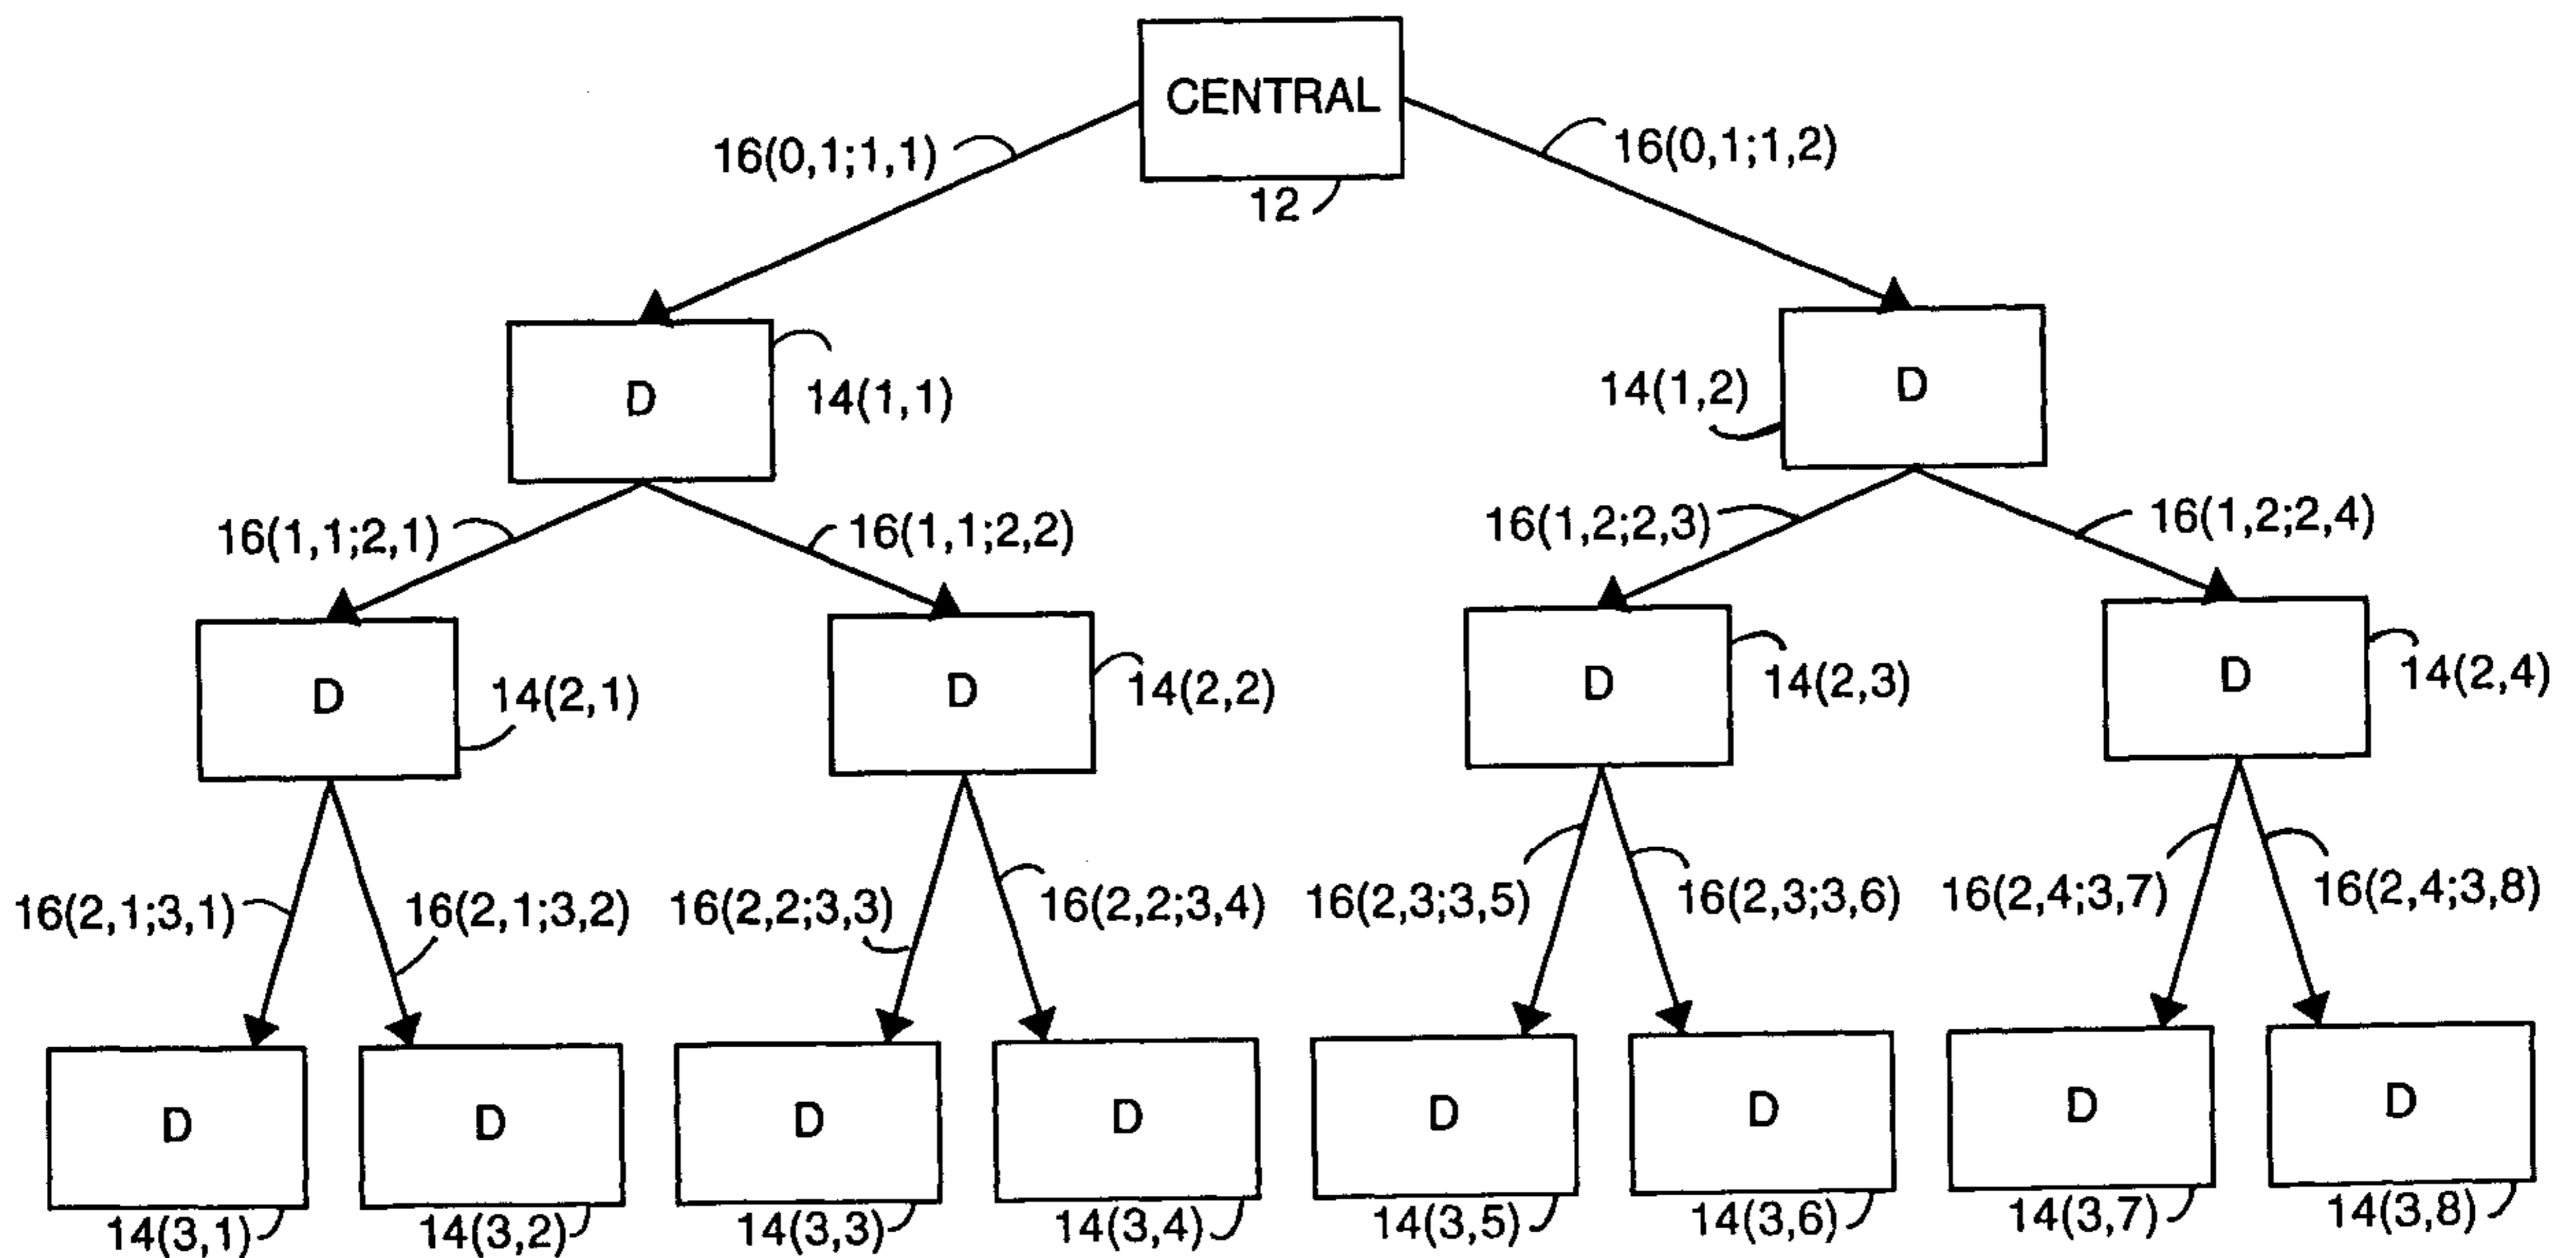 CENTRAL
16(0,1;1,1)
16(0,1;1,2)
12
D
14(1,1)
14(1,2)
D
16(1,1;2,1)
16(1,1;2,2)
16(1,2;2,3)
16(1,2;2,4)
D
14(2,1)
D
14(2,2)
D
14(2,3)
D
14(2,4)
16(2,1;3,1)
16(2,1;3,2)
16(2,2;3,3)
16(2,2;3,4)
16(2,3;3,5)
16(2,3;3,6)
16(2,4;3,7)
16(2,4;3,8)
D
D
D
D
D
D
D
D
14(3,1)
14(3,2)
14(3,3)
14(3,4)
14(3,5)
14(3,6)
14(3,7)
14(3,8)